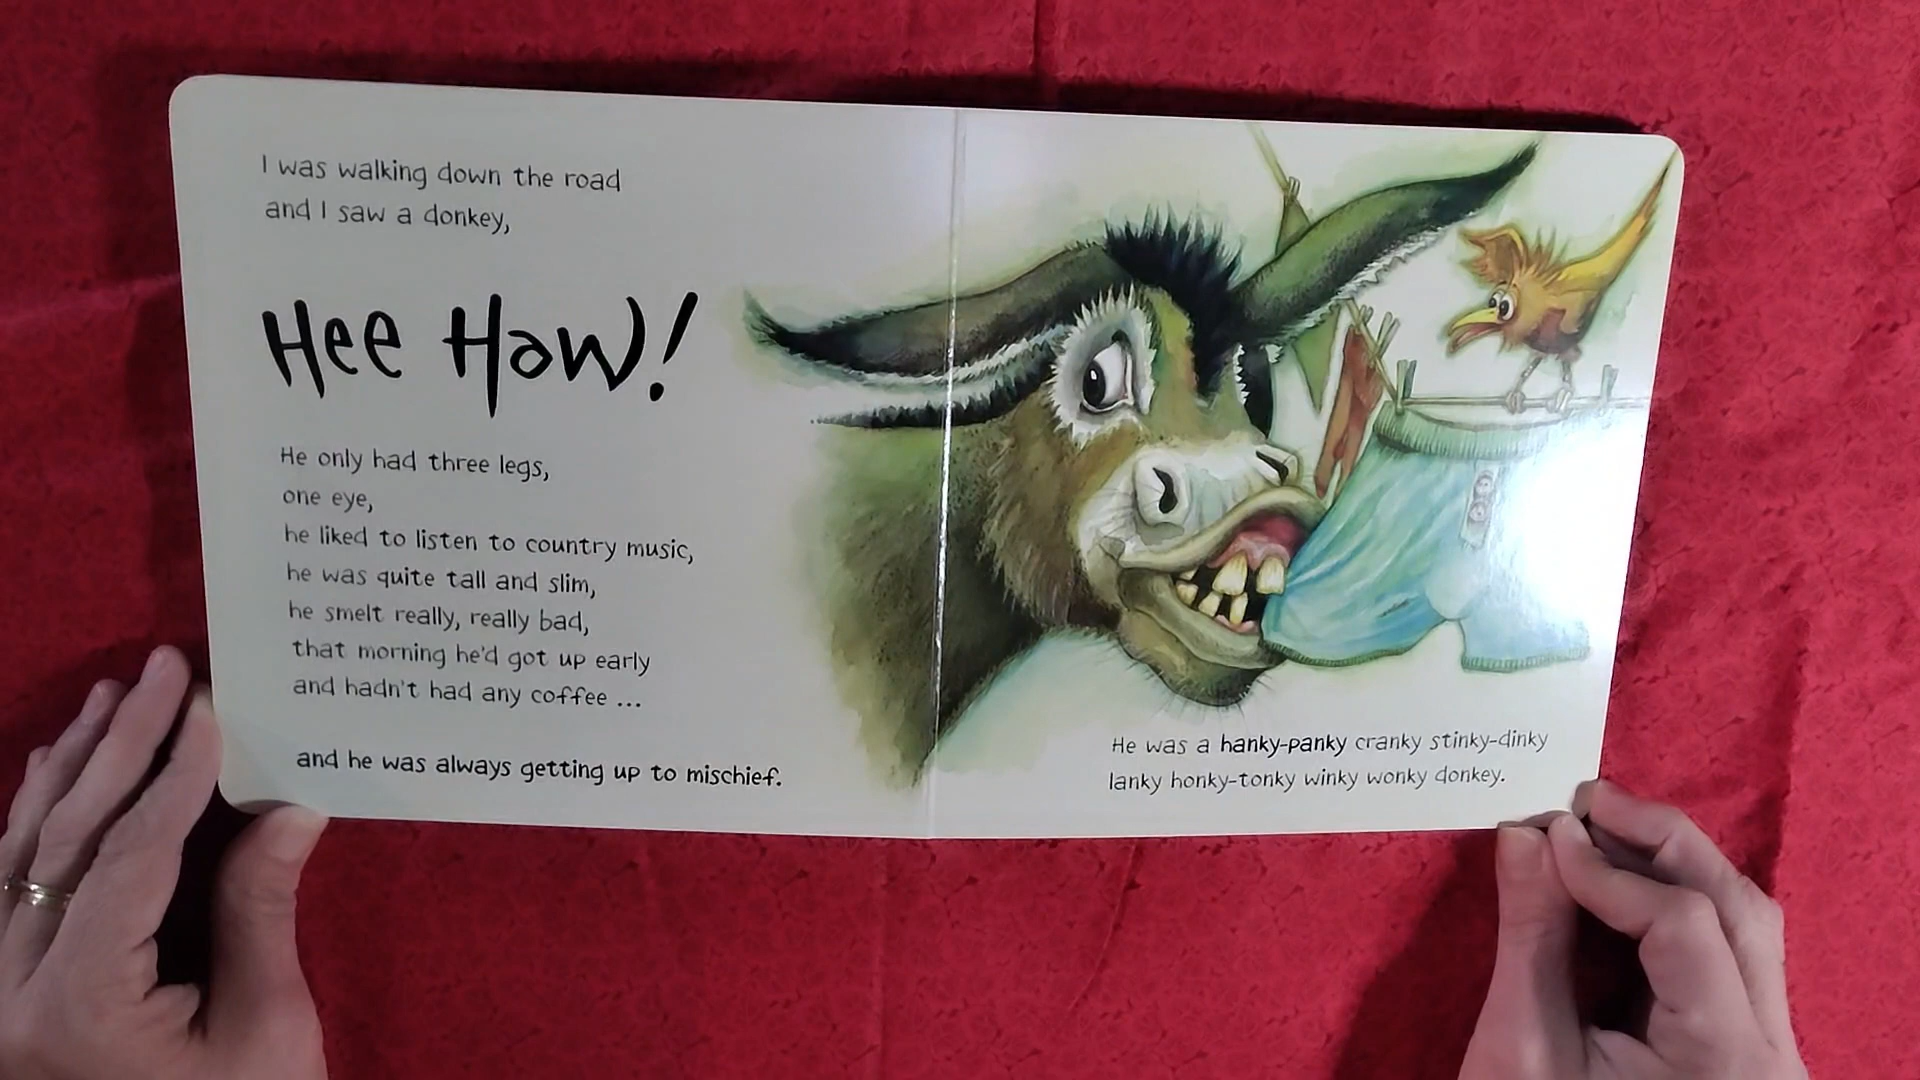 I was walking down the road
and I saw a donkey,
Hee Haw!
He only had three legs,
one eye,
he liked to listen to country music,
he was quite tall and slim,
he smelt really, really bad,
that morning he'd got up early
and hadn't had any coffee ...
and he was always getting up to mischief.
He was a hanky-panky cranky stinky-dinky
lanky honky-tonky winky wonky donkey.